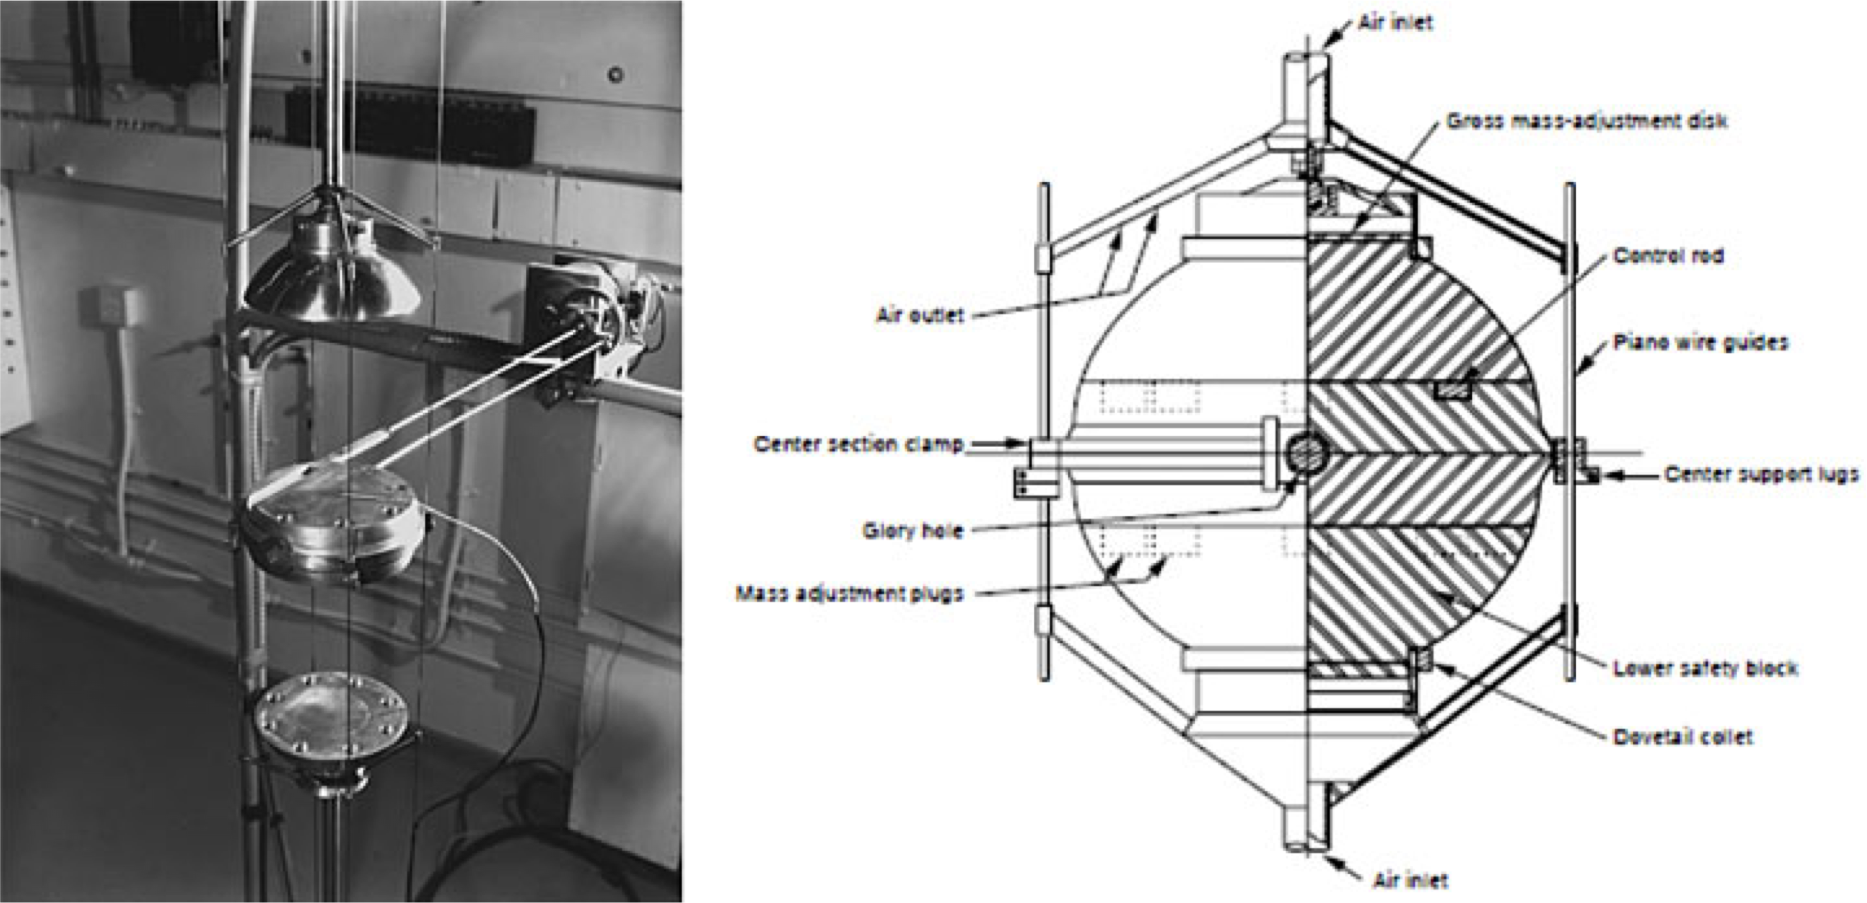 Air inlet
Gross mass-adjustment disk
Control rod
Air outlet
Piano wire guides
Center section clamp
Center support lugs
Glory hole
Mass adjustment plugs
Lower safety block
Dovetail collet
Air inlet